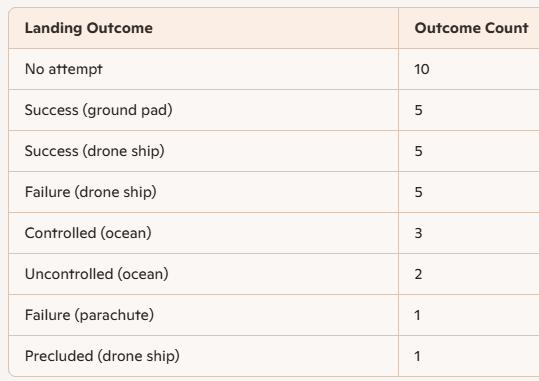 Landing Outcome Outcome Count
No attempt 10
Success (ground pad) 5
Success (drone ship) 5
Failure (drone ship) 5
Controlled (ocean) 3
Uncontrolled (ocean) 2
Failure (parachute) 1
Precluded (drone ship) 1